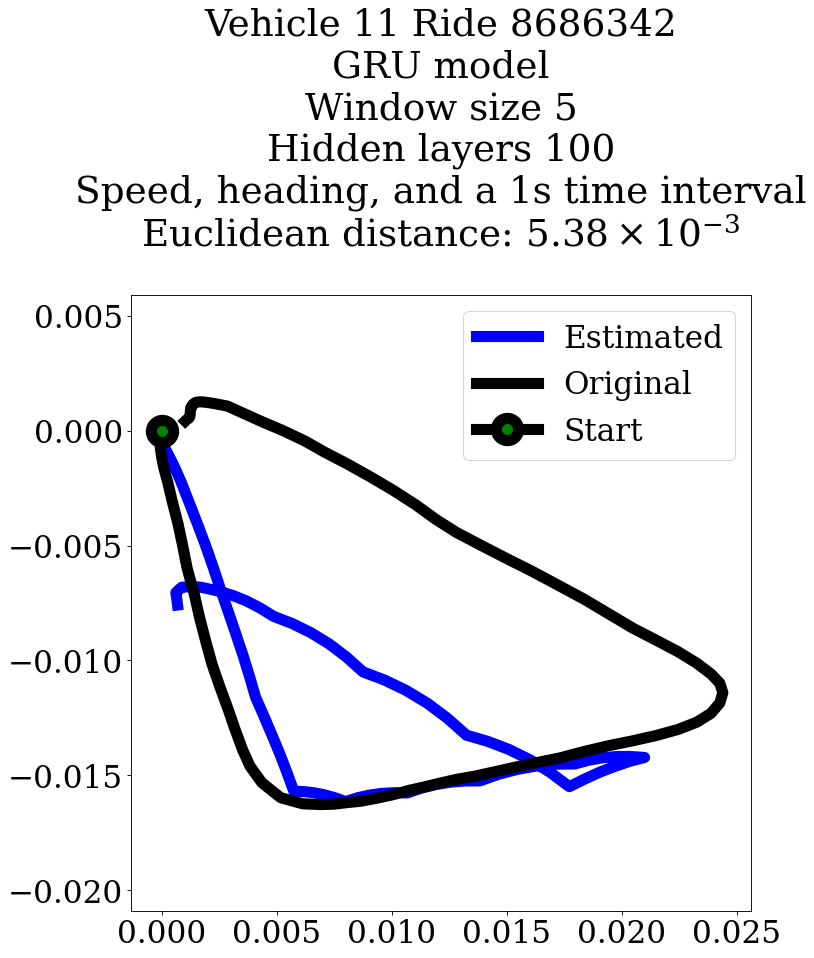 Vehicle 11 Ride 8686342
GRU model
Window size 5
Hidden layers 100
Speed, heading, and a 1s time interval
Euclidean distance: 5.38 × 10⁻³
Estimated
Original
Start
0.005
0.000
−0.005
−0.010
−0.015
−0.020
0.000 0.005 0.010 0.015 0.020 0.025